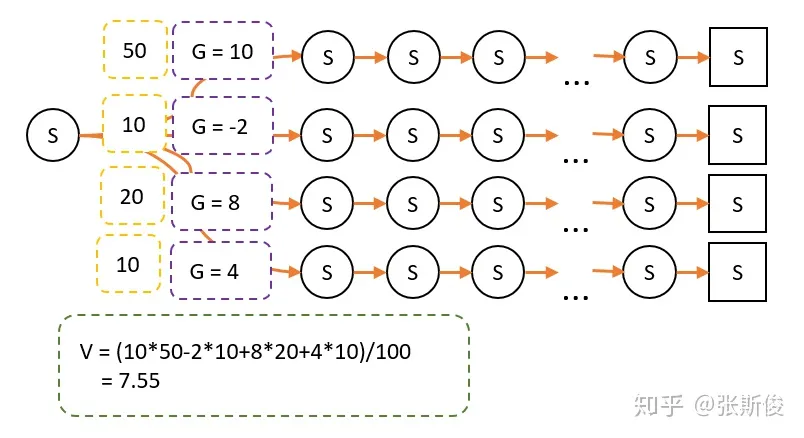 50 G = 10 S S S ... S S
S
10 G = -2 S S S ... S S
20 G = 8 S S S ... S S
10 G = 4 S S S ... S S
V = (10*50-2*10+8*20+4*10)/100
= 7.55
知乎 @张斯俊